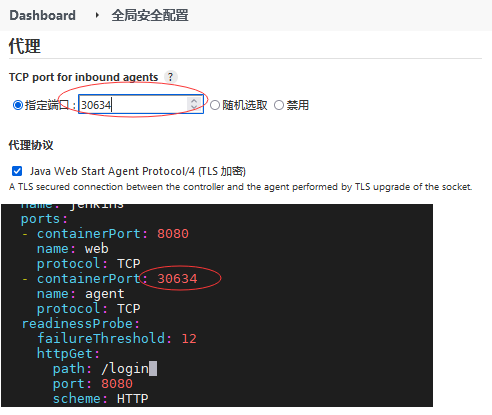 Dashboard › 全局安全配置
代理
TCP port for inbound agents ?
指定端口 : 30634 随机选取 禁用
代理协议
Java Web Start Agent Protocol/4 (TLS 加密)
A TLS secured connection between the controller and the agent performed by TLS upgrade of the socket.
name: jenkins
ports:
- containerPort: 8080
name: web
protocol: TCP
- containerPort: 30634
name: agent
protocol: TCP
readinessProbe:
failureThreshold: 12
httpGet:
path: /login
port: 8080
scheme: HTTP